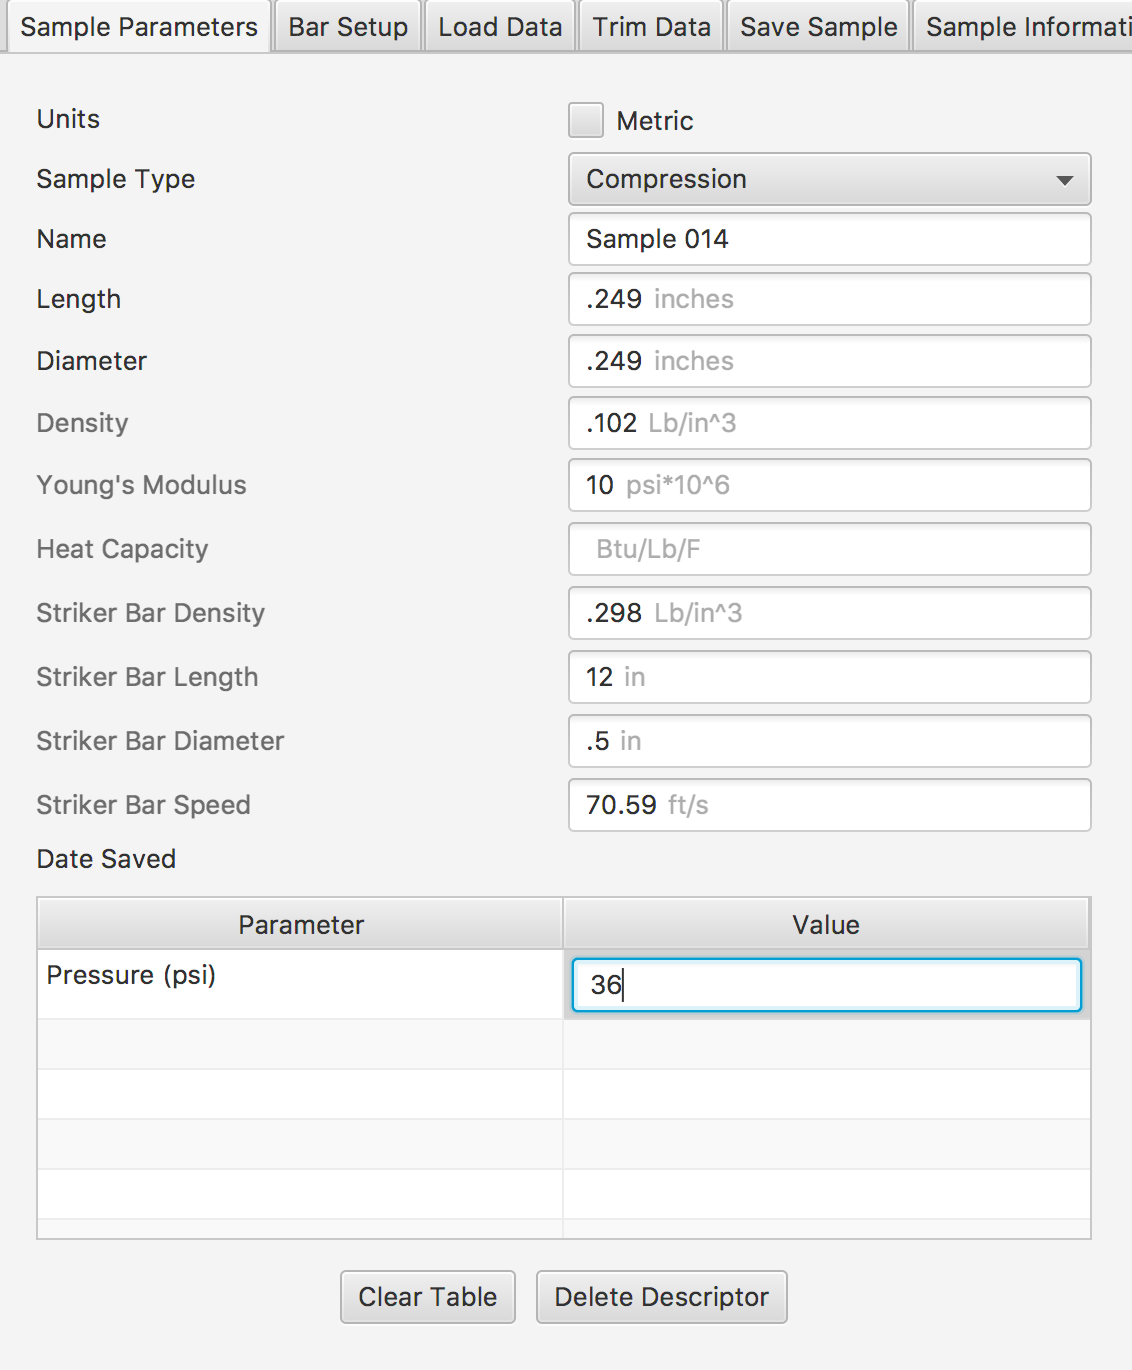 Sample Parameters Bar Setup Load Data Trim Data Save Sample Sample Informati
Units Metric
Sample Type Compression
Name Sample 014
Length .249 inches
Diameter .249 inches
Density .102 Lb/in^3
Young's Modulus 10 psi*10^6
Heat Capacity Btu/Lb/F
Striker Bar Density .298 Lb/in^3
Striker Bar Length 12 in
Striker Bar Diameter .5 in
Striker Bar Speed 70.59 ft/s
Date Saved
Parameter Value
Pressure (psi) 36
Clear Table Delete Descriptor